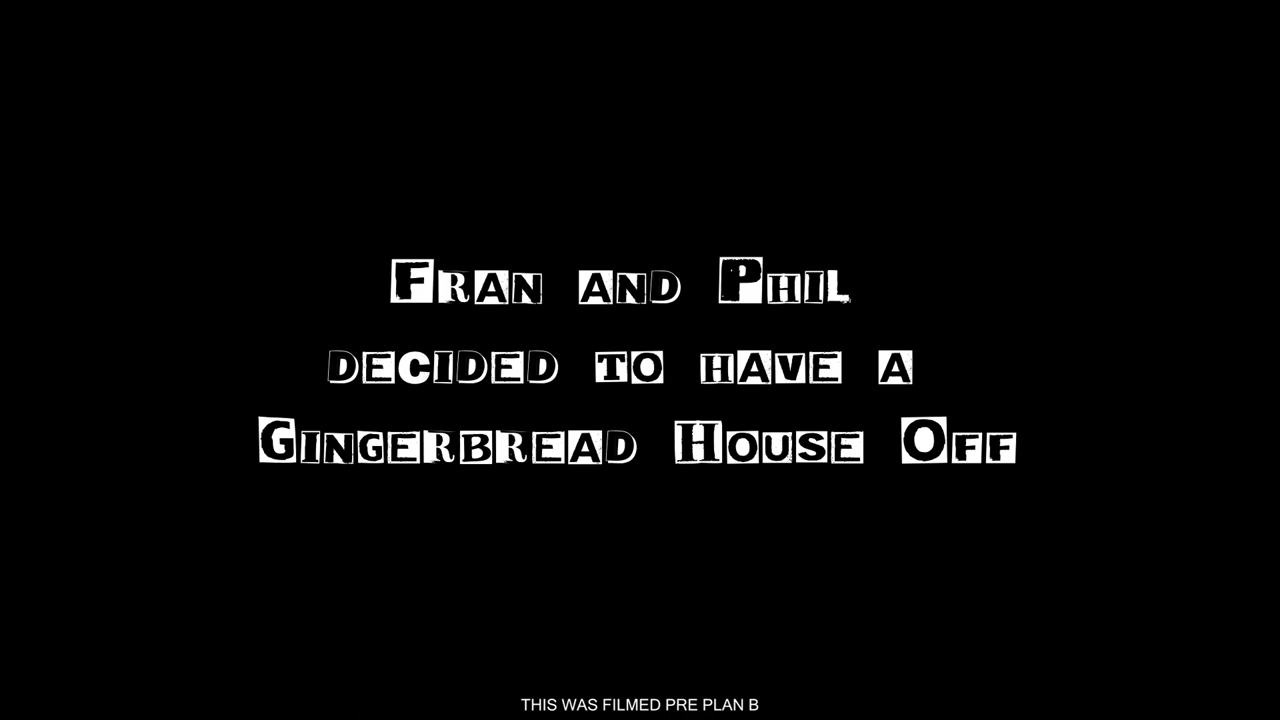 Fran and Phil
decided to have a
Gingerbread House Off
THIS WAS FILMED PRE PLAN B